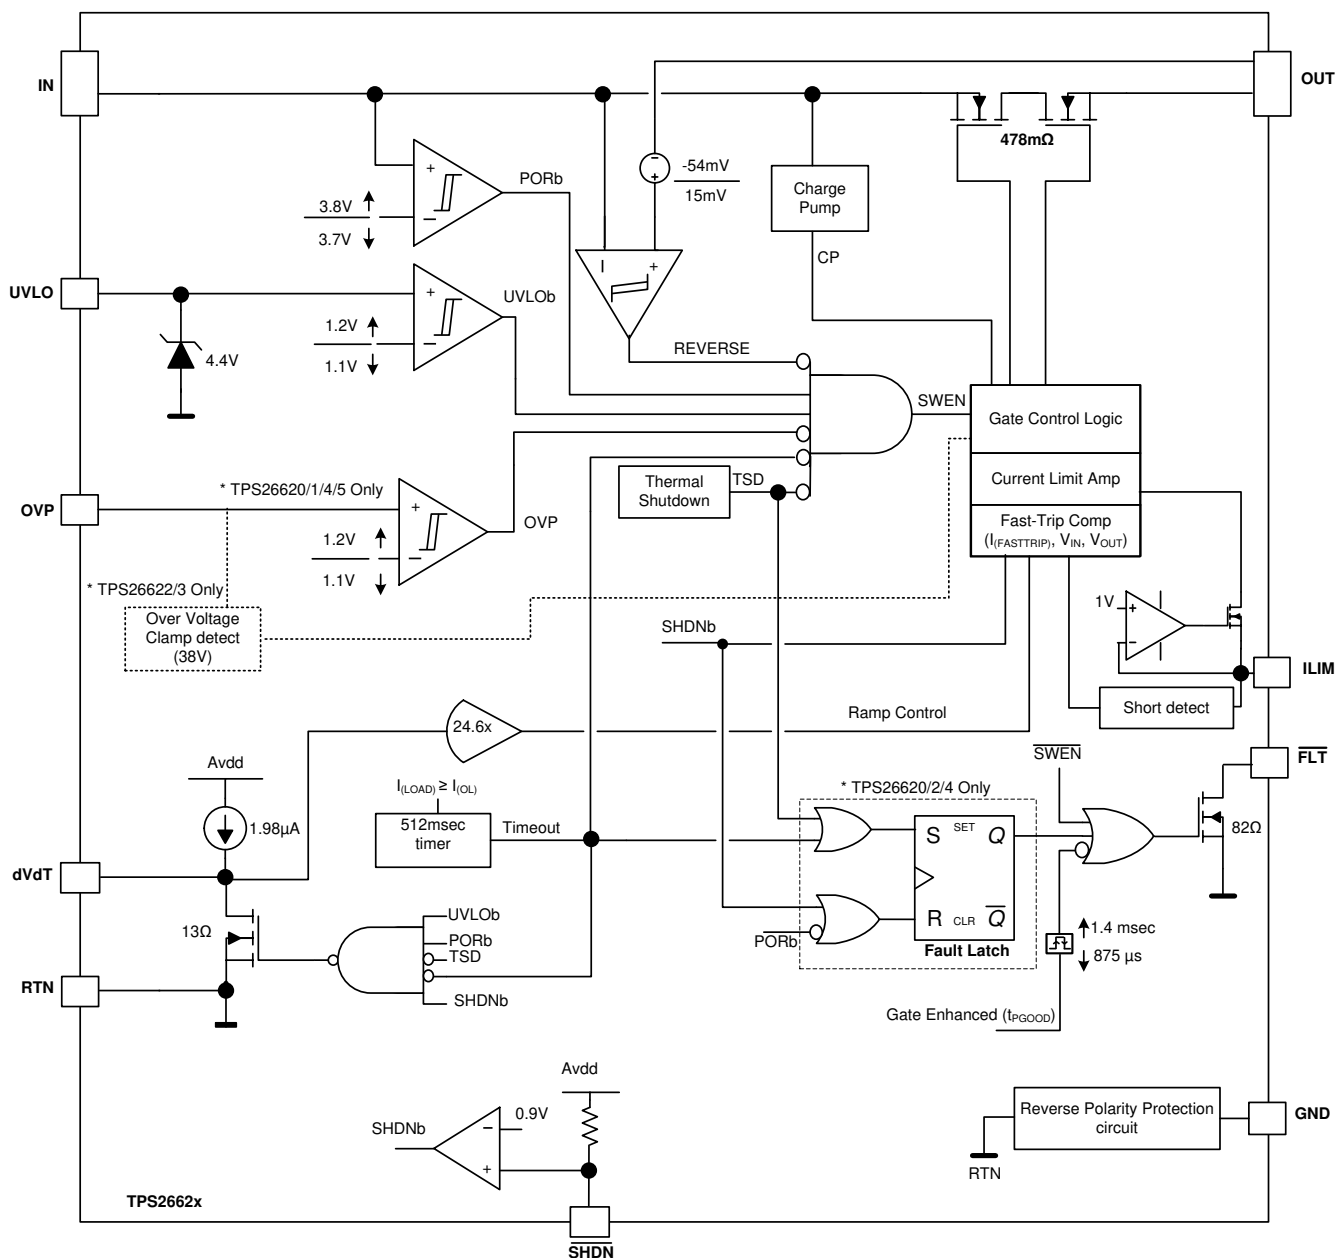 IN
OUT
478mΩ
-54mV
15mV
Charge
Pump
CP
PORb
3.8V
3.7V
UVLO
UVLOb
1.2V
1.1V
4.4V
REVERSE
SWEN
Gate Control Logic
Current Limit Amp
Fast-Trip Comp
(I(FASTTRIP), VIN, VOUT)
Thermal
Shutdown
TSD
* TPS26620/1/4/5 Only
OVP
OVP
1.2V
1.1V
* TPS26622/3 Only
Over Voltage
Clamp detect
(38V)
SHDNb
1V
ILIM
Short detect
24.6x
Ramp Control
Avdd
1.98µA
I(LOAD) ≥ I(OL)
512msec
timer
Timeout
* TPS26620/2/4 Only
SWEN
FLT
82Ω
S SET Q
R CLR Q
Fault Latch
PORb
1.4 msec
875 µs
Gate Enhanced (tPGOOD)
dVdT
13Ω
RTN
UVLOb
PORb
TSD
SHDNb
Avdd
0.9V
SHDNb
SHDN
Reverse Polarity Protection
circuit
GND
RTN
TPS2662x